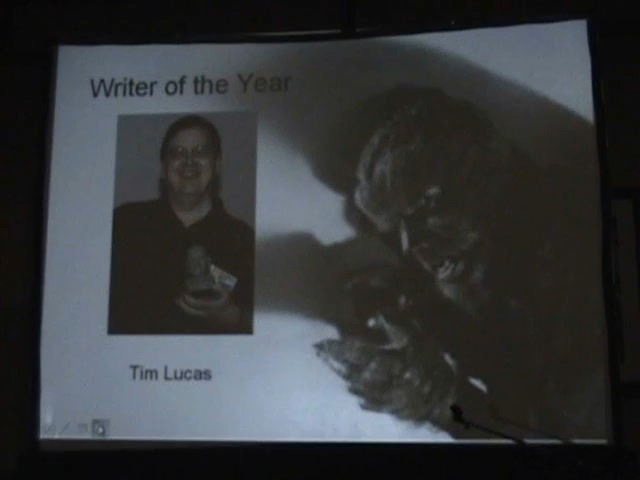 Writer of the Year
Tim Lucas